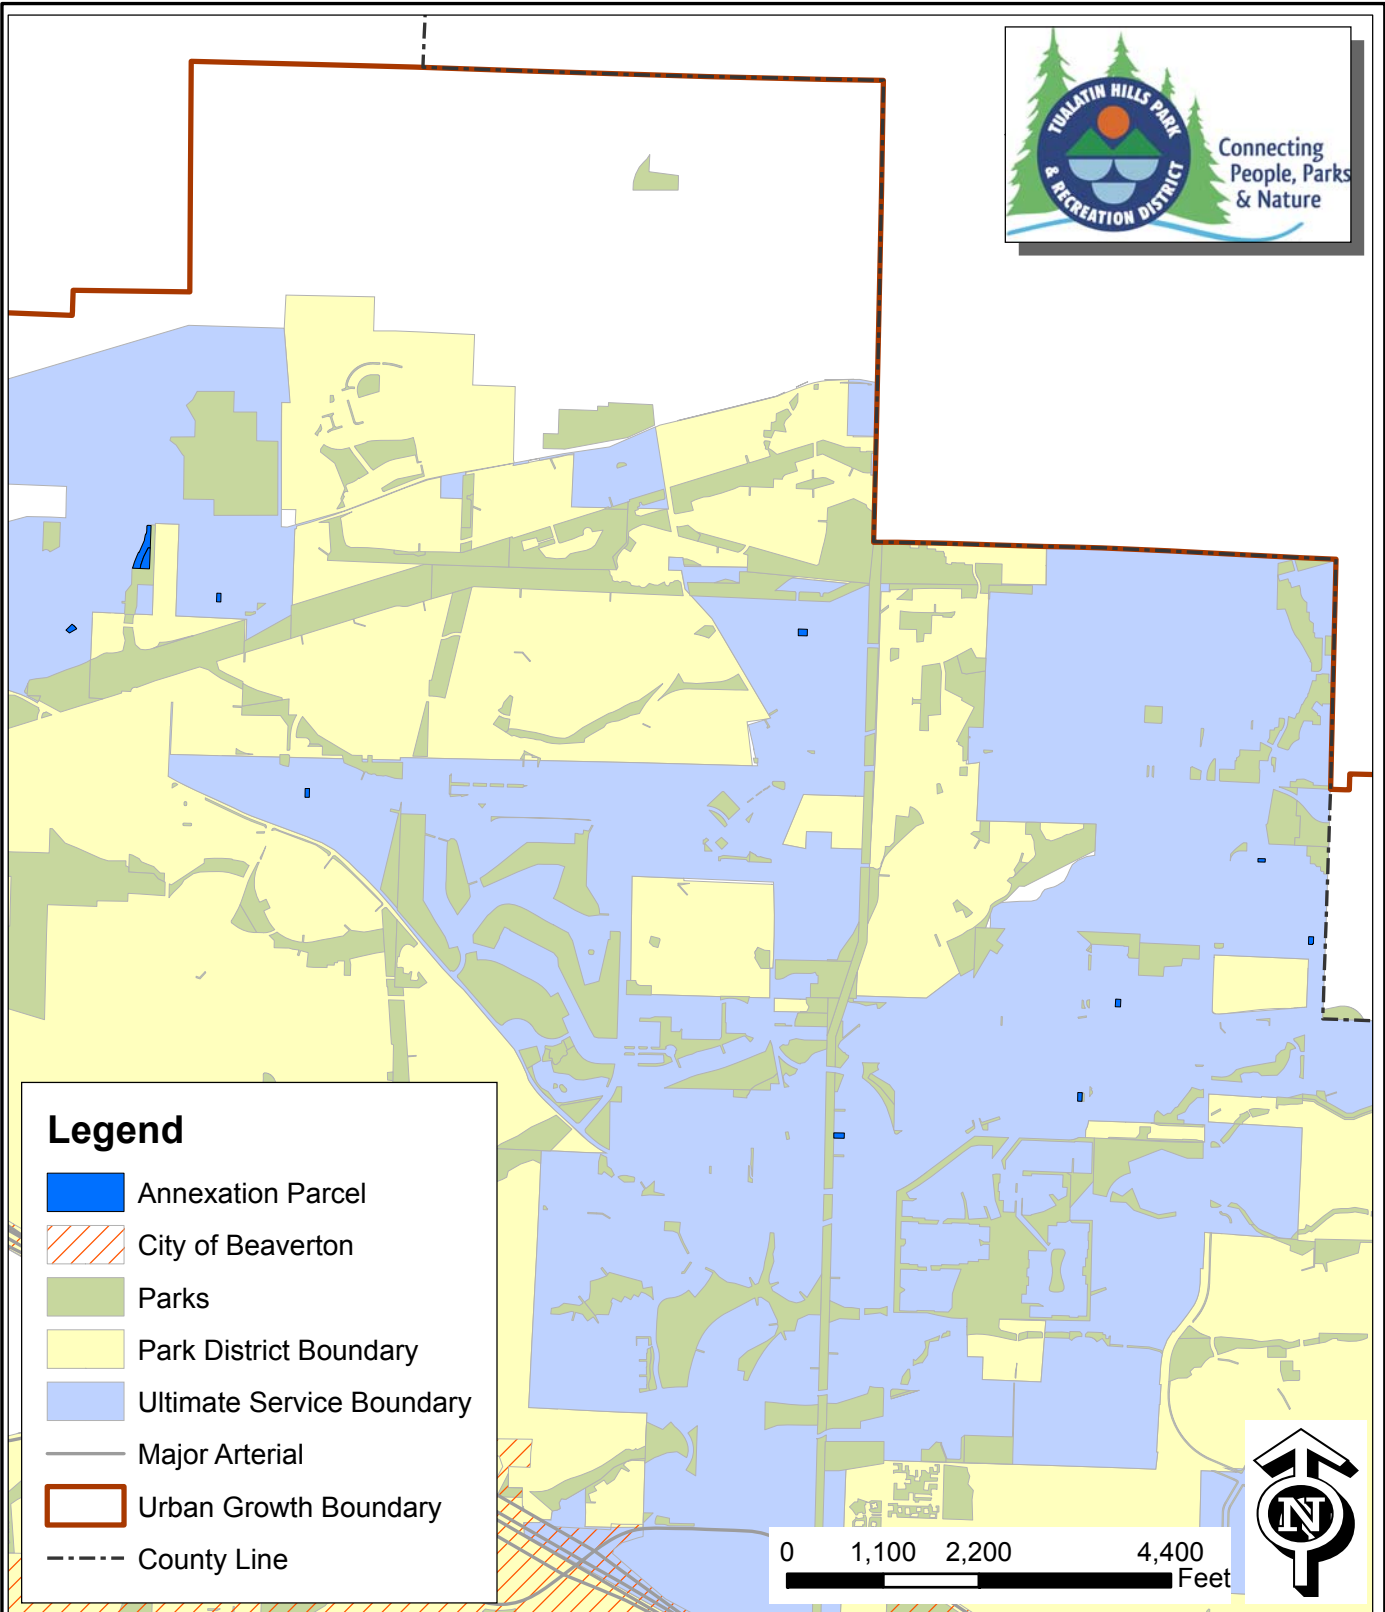 TUALATIN HILLS PARK
& RECREATION DISTRICT
Connecting
People, Parks
& Nature
Legend
Annexation Parcel
City of Beaverton
Parks
Park District Boundary
Ultimate Service Boundary
Major Arterial
Urban Growth Boundary
County Line
0 1,100 2,200 4,400
Feet
N